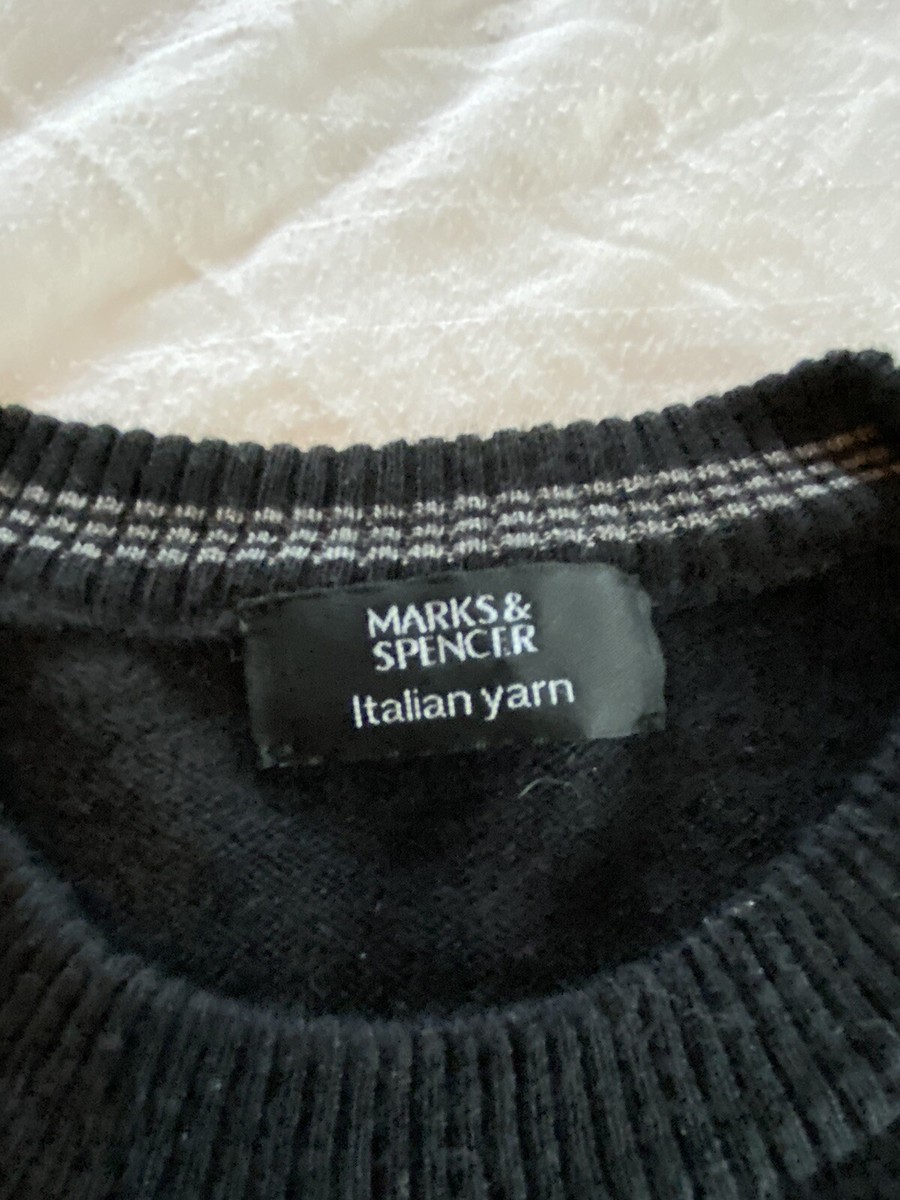 MARKS &
SPENCER
Italian yarn